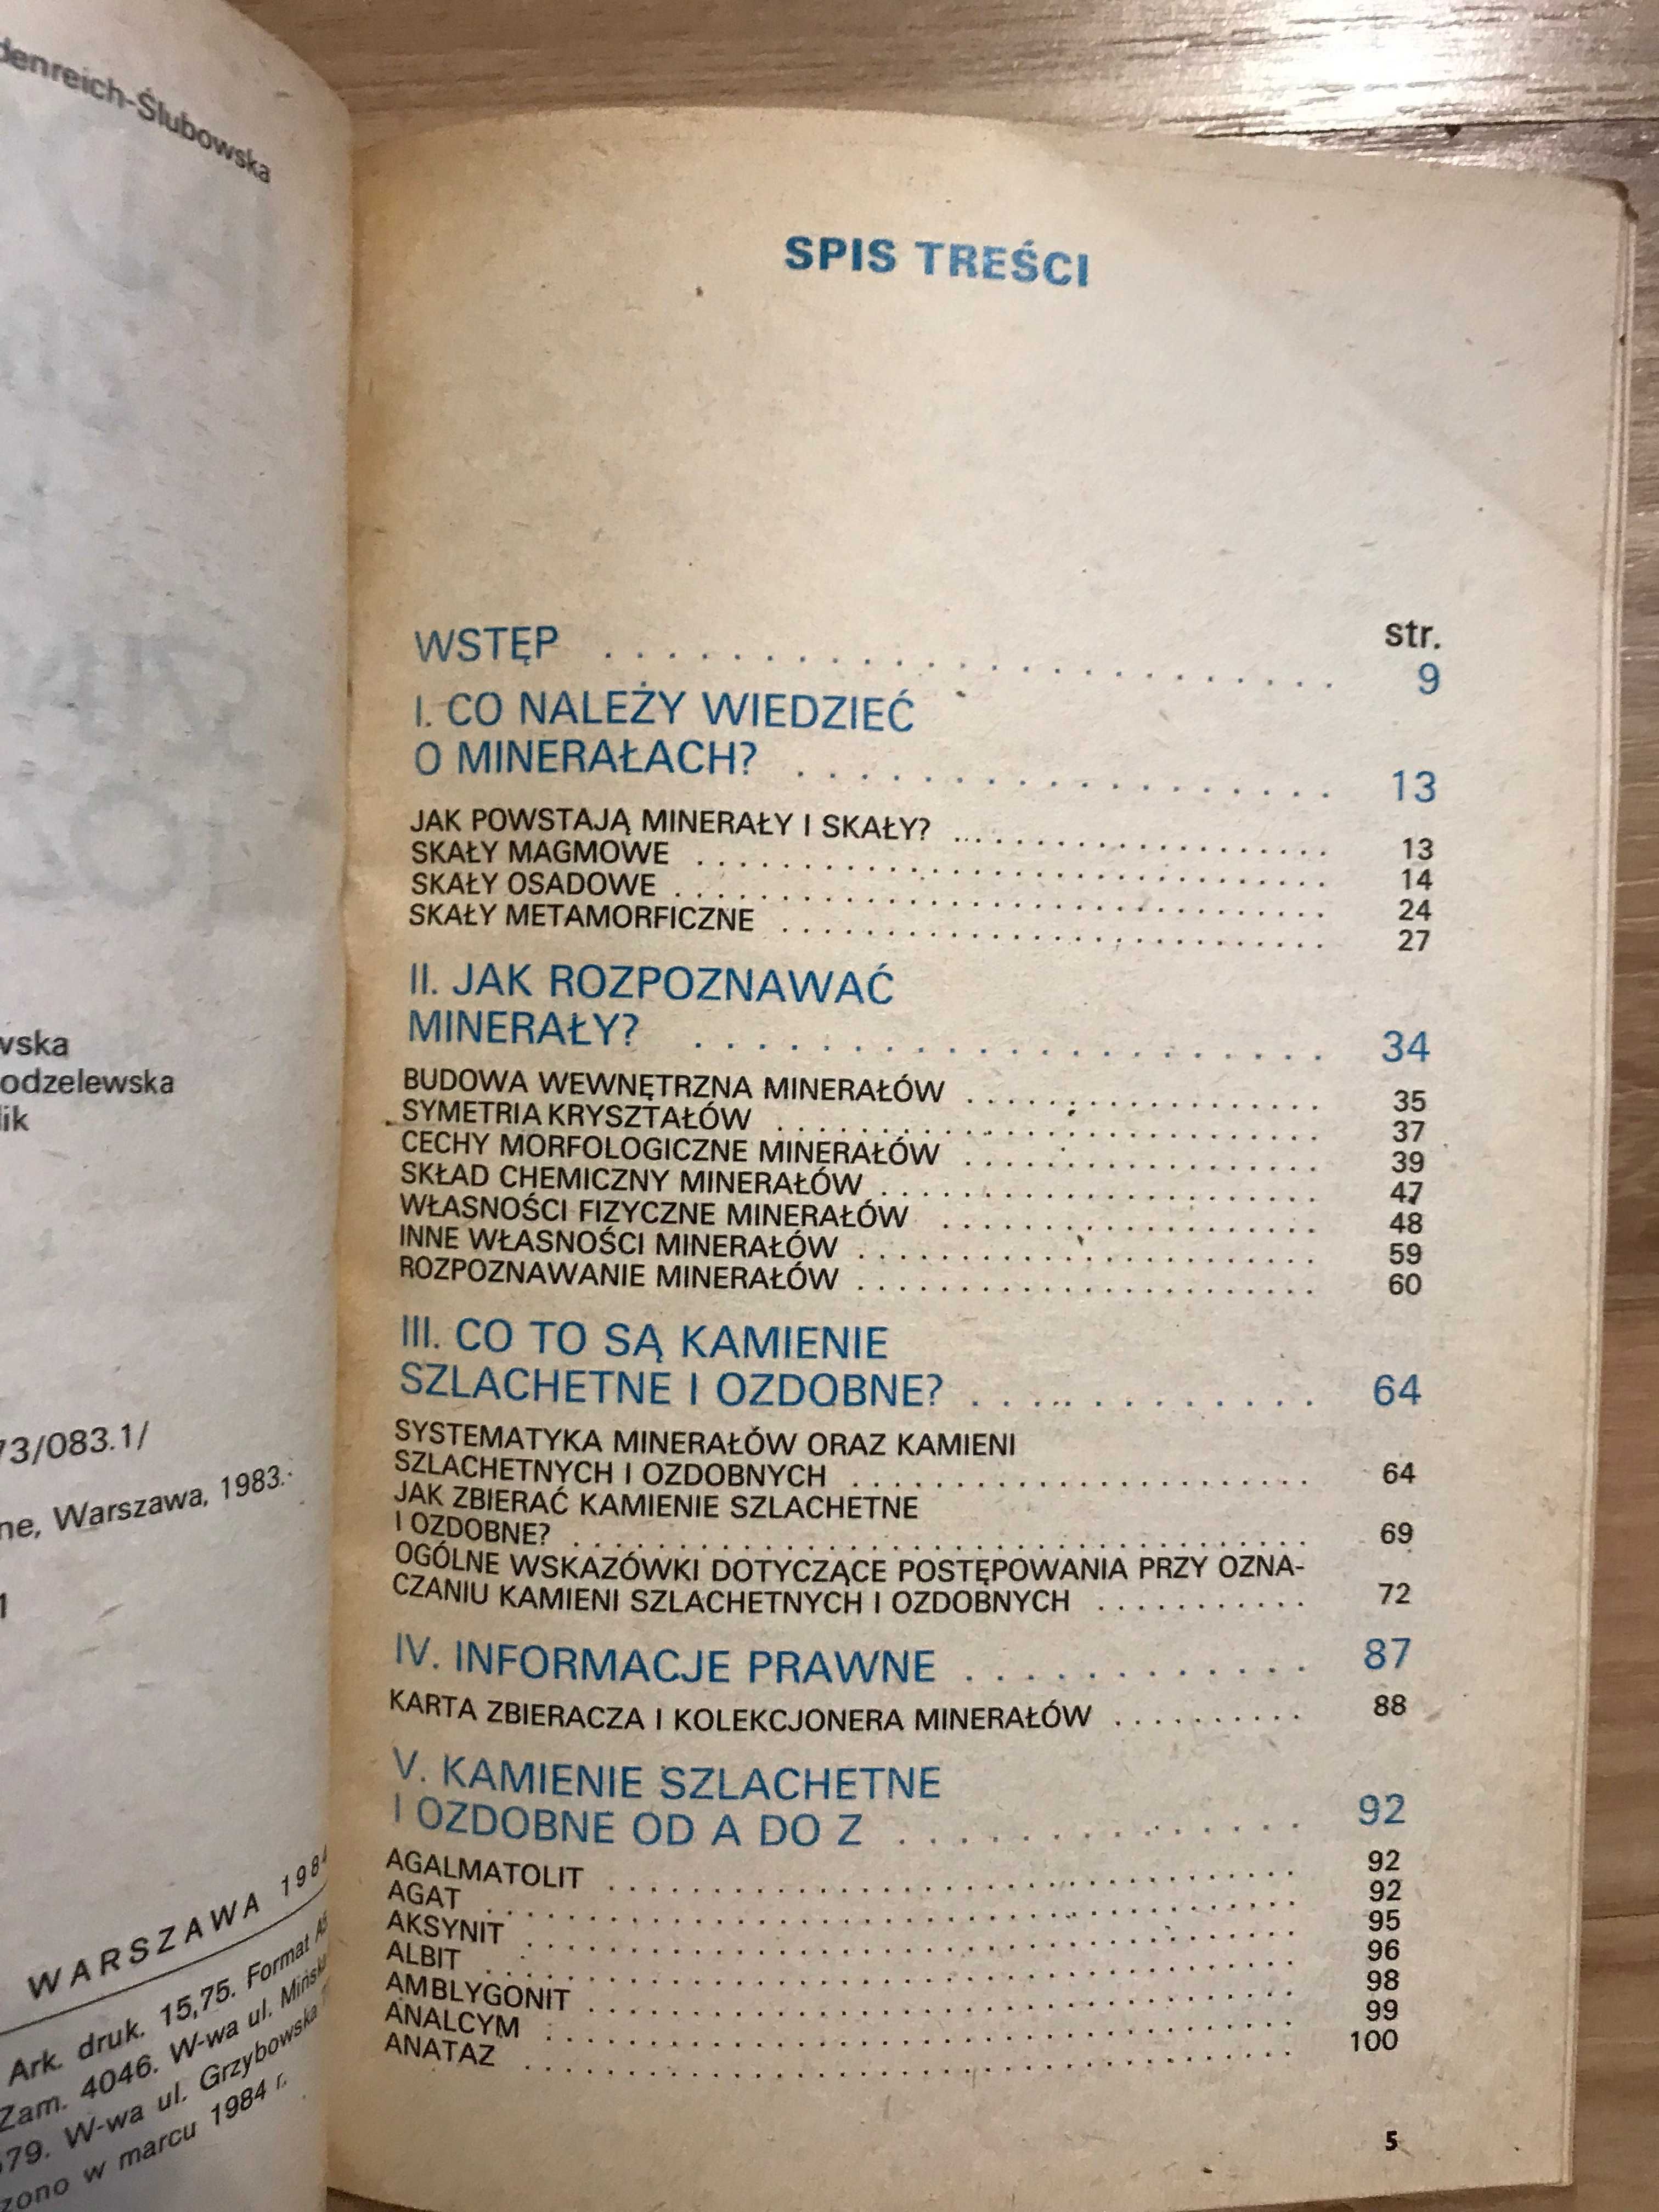 denreich-Ślubowska
wska
odzelewska
lik
73/083.1/
ne, Warszawa, 1983.
1
WARSZAWA 1984
Ark. druk. 15,75. Format A5
Zam. 4046. W-wa ul. Mińska
679. W-wa ul. Grzybowska
zono w marcu 1984 r.
SPIS TREŚCI
str.
WSTĘP . . . . . . . . . . . . . . . . . . . 9
I. CO NALEŻY WIEDZIEĆ
O MINERAŁACH? . . . . . . . . . . . . . . 13
JAK POWSTAJĄ MINERAŁY I SKAŁY? . . . . . . . . . . 13
SKAŁY MAGMOWE . . . . . . . . . . 14
SKAŁY OSADOWE . . . . . . . . . . 24
SKAŁY METAMORFICZNE . . . . . . . . . . 27
II. JAK ROZPOZNAWAĆ
MINERAŁY? . . . . . . . . . . 34
BUDOWA WEWNĘTRZNA MINERAŁÓW . . . . . . . . . . 35
SYMETRIA KRYSZTAŁÓW . . . . . . . . . . 37
CECHY MORFOLOGICZNE MINERAŁÓW . . . . . . . . . . 39
SKŁAD CHEMICZNY MINERAŁÓW . . . . . . . . . . 47
WŁASNOŚCI FIZYCZNE MINERAŁÓW . . . . . . . . . . 48
INNE WŁASNOŚCI MINERAŁÓW . . . . . . . . . . 59
ROZPOZNAWANIE MINERAŁÓW . . . . . . . . . . 60
III. CO TO SĄ KAMIENIE
SZLACHETNE I OZDOBNE? . . . . . . . . . . 64
SYSTEMATYKA MINERAŁÓW ORAZ KAMIENI
SZLACHETNYCH I OZDOBNYCH . . . . . . . . . . 64
JAK ZBIERAĆ KAMIENIE SZLACHETNE
I OZDOBNE? . . . . . . . . . . 69
OGÓLNE WSKAZÓWKI DOTYCZĄCE POSTĘPOWANIA PRZY OZNA-
CZANIU KAMIENI SZLACHETNYCH I OZDOBNYCH . . . . . . . . . . 72
IV. INFORMACJE PRAWNE . . . . . . . . . . 87
KARTA ZBIERACZA I KOLEKCJONERA MINERAŁÓW . . . . . . . . . . 88
V. KAMIENIE SZLACHETNE
I OZDOBNE OD A DO Z . . . . . . . . . . 92
AGALMATOLIT . . . . . . . . . . 92
AGAT . . . . . . . . . . 92
AKSYNIT . . . . . . . . . . 95
ALBIT . . . . . . . . . . 96
AMBLYGONIT . . . . . . . . . . 98
ANALCYM . . . . . . . . . . 99
ANATAZ . . . . . . . . . . 100
5